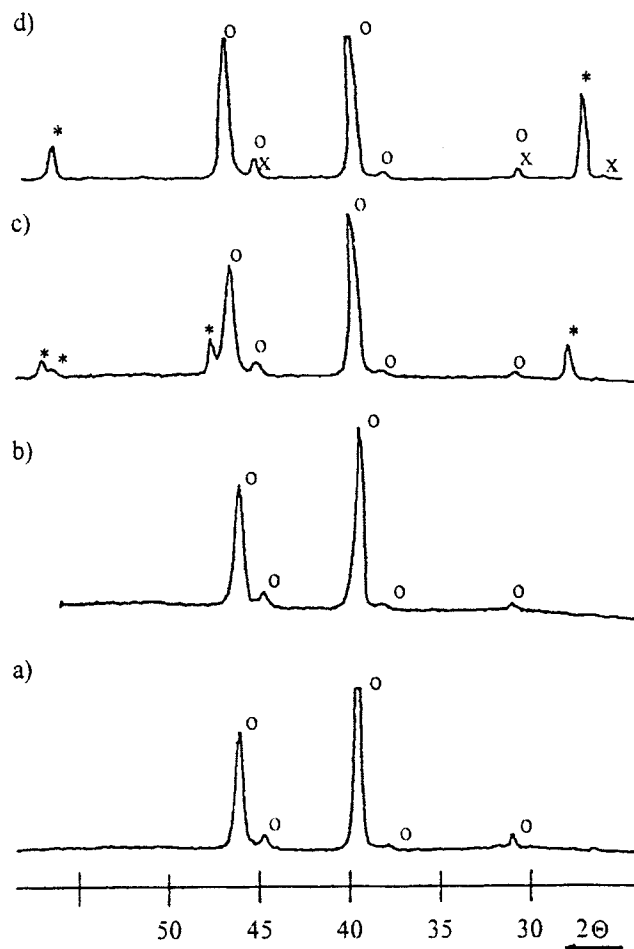 d)
* o o o x o o x * x
c)
* * * o o o o o *
b)
o o o o o
a)
o o o o o
50 45 40 35 30 2Θ